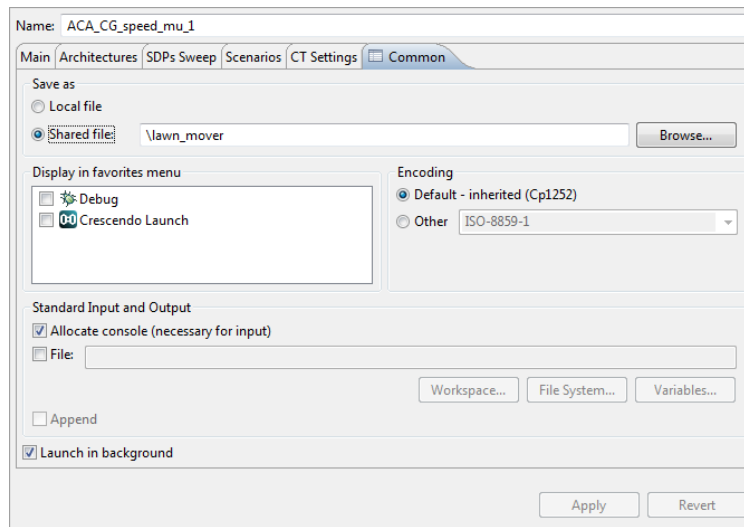 Name: ACA_CG_speed_mu_1
Main Architectures SDPs Sweep Scenarios CT Settings Common
Save as
Local file
Shared file: \lawn_mover Browse...
Display in favorites menu
Debug
Crescendo Launch
Encoding
Default - inherited (Cp1252)
Other ISO-8859-1
Standard Input and Output
Allocate console (necessary for input)
File:
Workspace... File System... Variables...
Append
Launch in background
Apply Revert